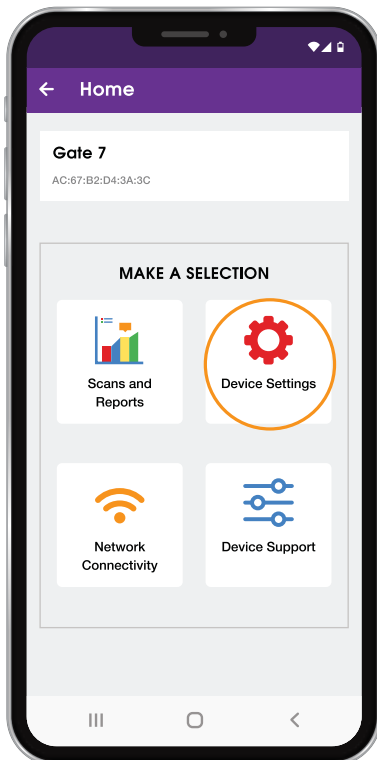 Home
Gate 7
AC:67:B2:D4:3A:3C
MAKE A SELECTION
Scans and
Reports
Device Settings
Network
Connectivity
Device Support